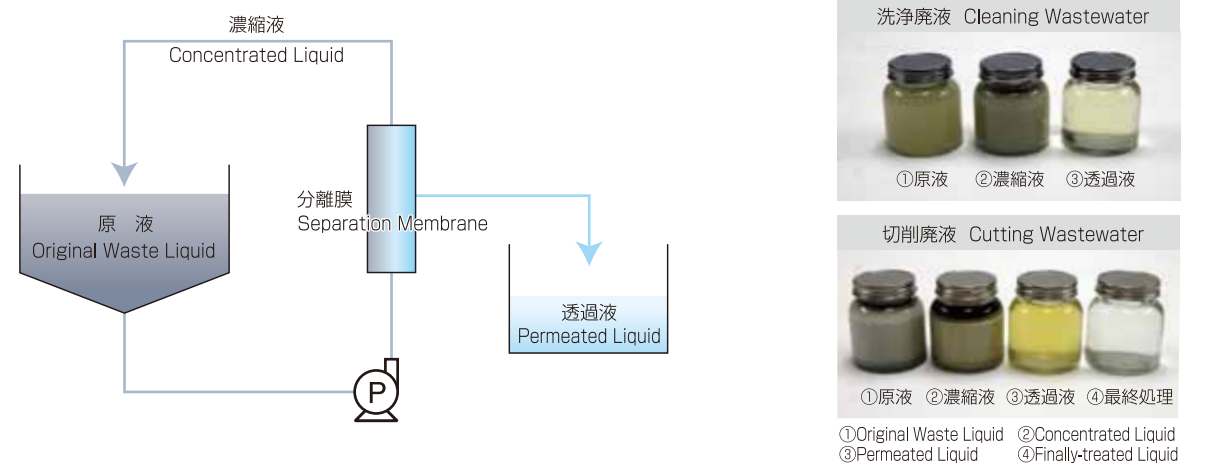 濃縮液
Concentrated Liquid
原 液
Original Waste Liquid
分離膜
Separation Membrane
透過液
Permeated Liquid
P
洗浄廃液 Cleaning Wastewater
①原液 ②濃縮液 ③透過液
切削廃液 Cutting Wastewater
①原液 ②濃縮液 ③透過液 ④最終処理
①Original Waste Liquid ②Concentrated Liquid
③Permeated Liquid ④Finally-treated Liquid